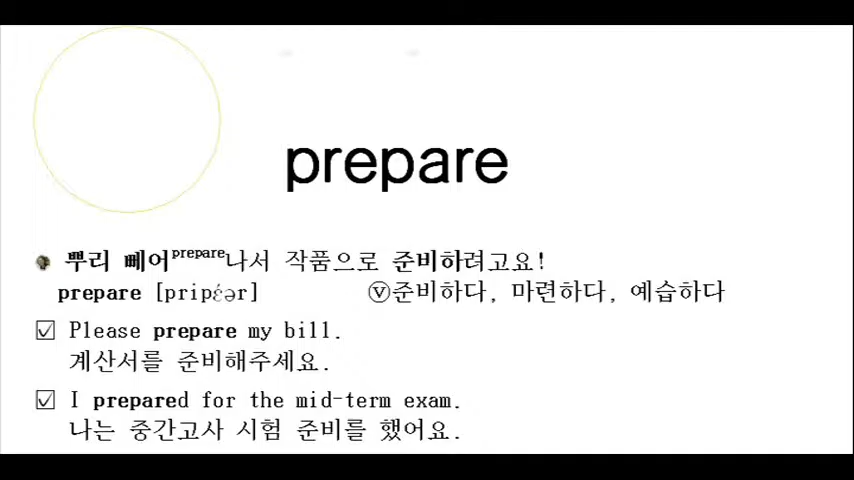 prepare
뿌리 뻬어prepare나서 작품으로 준비하려고요!
prepare [pripɛ́ər] ⓥ준비하다, 마련하다, 예습하다
☑ Please prepare my bill.
계산서를 준비해주세요.
☑ I prepared for the mid-term exam.
나는 중간고사 시험 준비를 했어요.